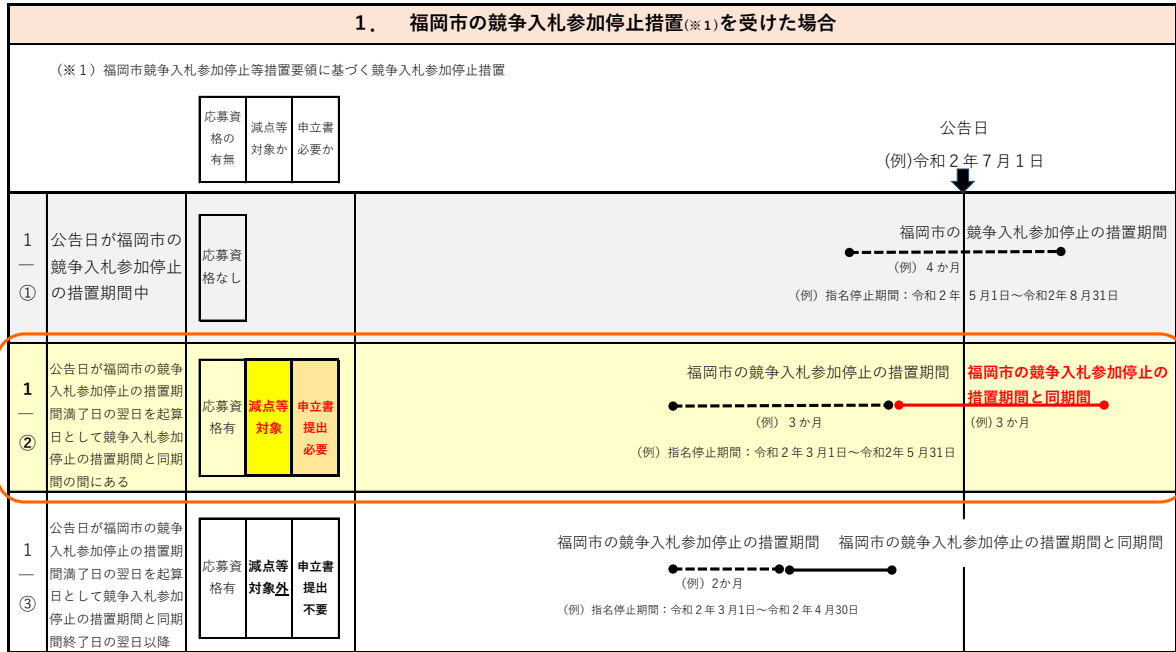 1． 福岡市の競争入札参加停止措置(※1)を受けた場合
（※１）福岡市競争入札参加停止等措置要領に基づく競争入札参加停止措置
応募資
格の
有無
減点等
対象か
申立書
必要か
公告日
(例)令和２年７月１日
1
―
①
公告日が福岡市の
競争入札参加停止
の措置期間中
応募資
格なし
福岡市の 競争入札参加停止の措置期間
(例) ４か月
(例) 指名停止期間：令和２年 ５月1日～令和2年８月31日
1
―
②
公告日が福岡市の競争
入札参加停止の措置期
間満了日の翌日を起算
日として競争入札参加
停止の措置期間と同期
間の間にある
応募資
格有
減点等
対象
申立書
提出
必要
福岡市の競争入札参加停止の措置期間
福岡市の競争入札参加停止の
措置期間と同期間
(例) ３か月
(例)３か月
(例) 指名停止期間：令和２年３月1日～令和2年５月31日
1
―
③
公告日が福岡市の競争
入札参加停止の措置期
間満了日の翌日を起算
日として競争入札参加
停止の措置期間と同期
間終了日の翌日以降
応募資
格有
減点等
対象外
申立書
提出
不要
福岡市の競争入札参加停止の措置期間 福岡市の競争入札参加停止の措置期間と同期間
(例) 2か月
(例) 指名停止期間：令和２年３月1日～令和２年４月30日